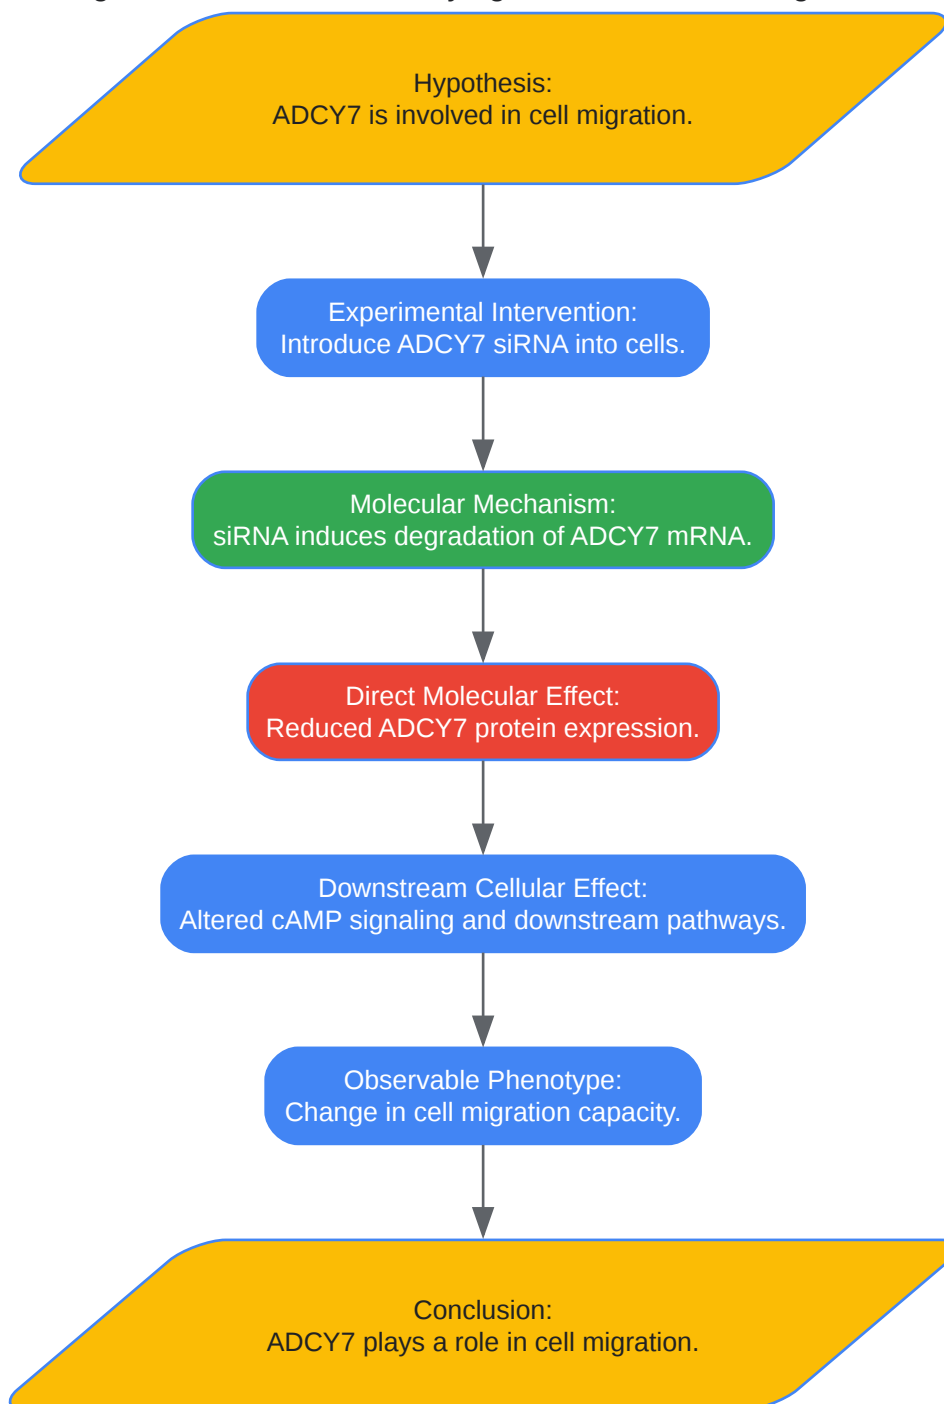 Hypothesis:
ADCY7 is involved in cell migration.
Experimental Intervention:
Introduce ADCY7 siRNA into cells.
Molecular Mechanism:
siRNA induces degradation of ADCY7 mRNA.
Direct Molecular Effect:
Reduced ADCY7 protein expression.
Downstream Cellular Effect:
Altered cAMP signaling and downstream pathways.
Observable Phenotype:
Change in cell migration capacity.
Conclusion:
ADCY7 plays a role in cell migration.